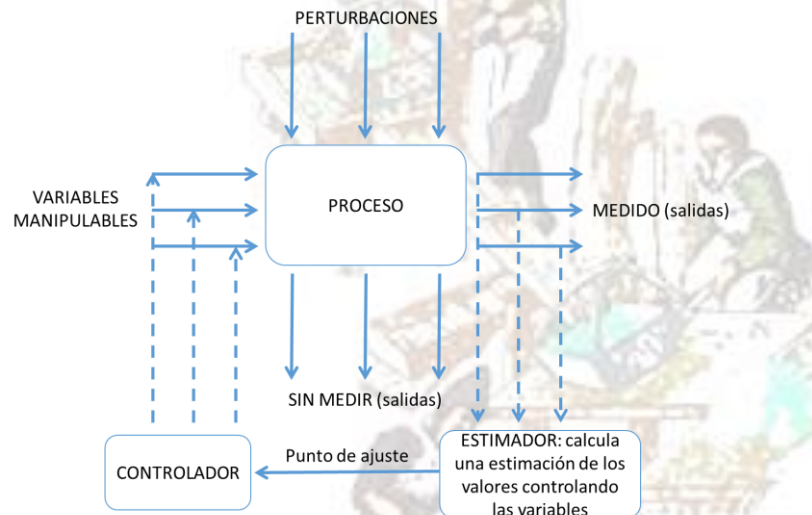 PERTURBACIONES
VARIABLES
MANIPULABLES
PROCESO
MEDIDO (salidas)
SIN MEDIR (salidas)
CONTROLADOR
Punto de ajuste
ESTIMADOR: calcula
una estimación de los
valores controlando
las variables